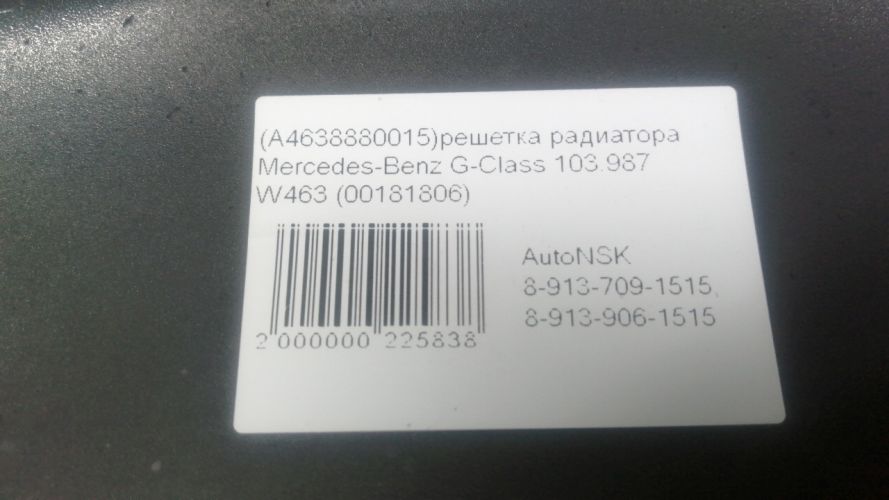 (A4638880015)решетка радиатора
Mercedes-Benz G-Class 103.987
W463 (00181806)
AutoNSK
8-913-709-1515,
8-913-906-1515
2 000000 225838